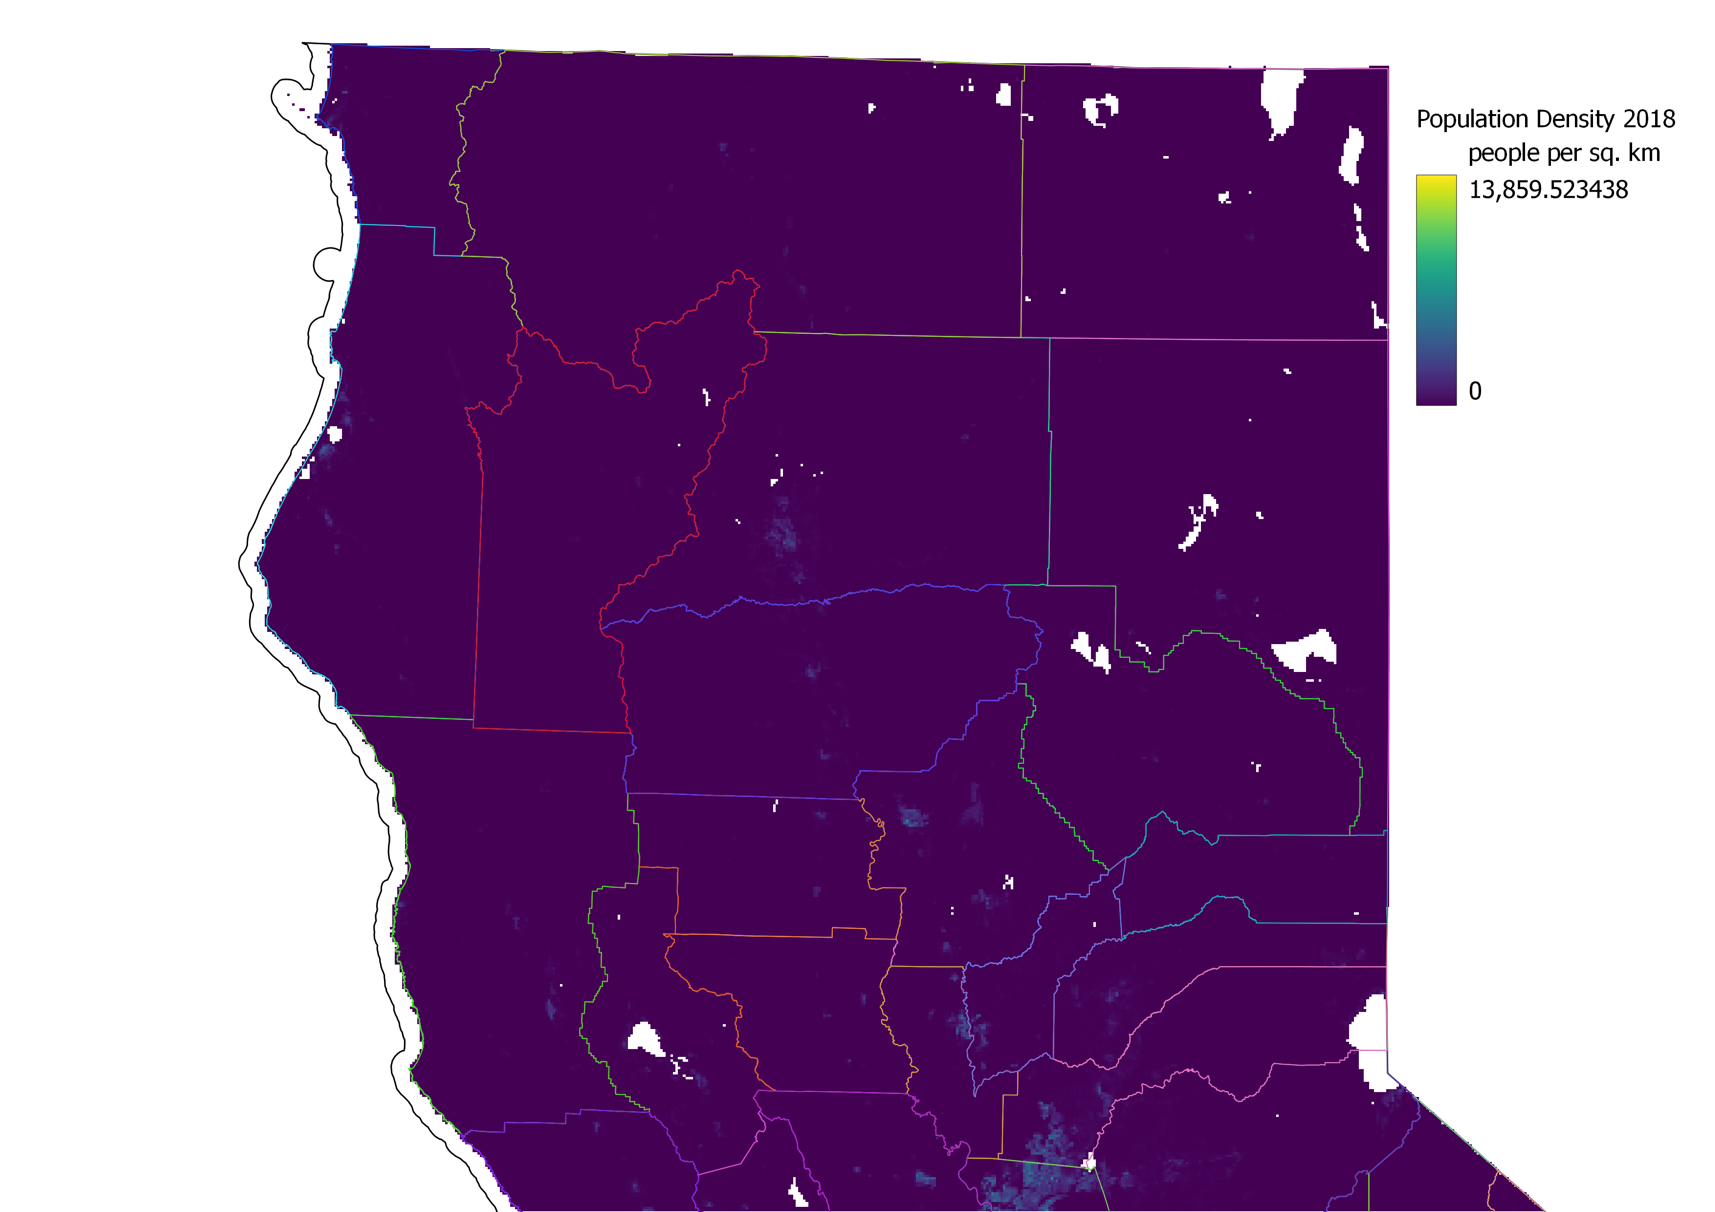 Population Density 2018
people per sq. km
13,859.523438
0